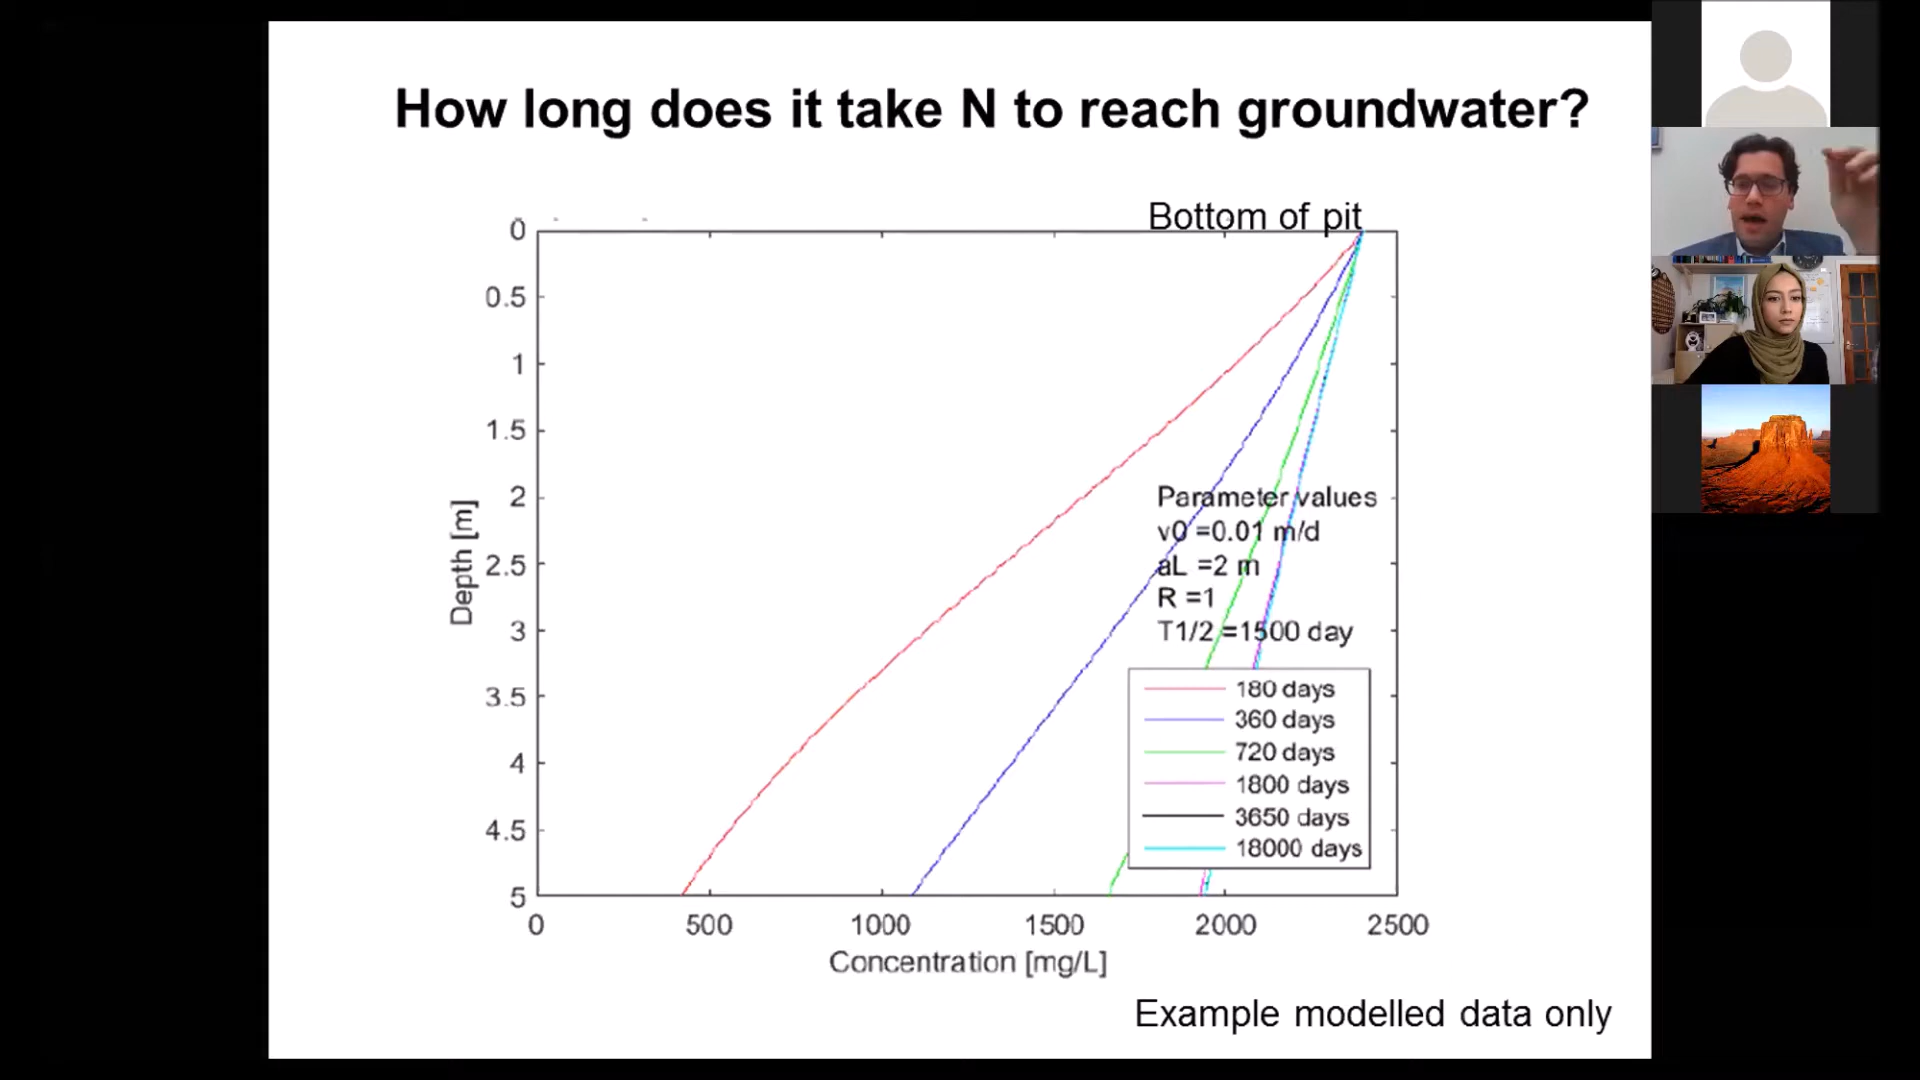 How long does it take N to reach groundwater?
Bottom of pit
0
0.5
1
1.5
2
2.5
3
3.5
4
4.5
5
Depth [m]
Parameter values
v0 =0.01 m/d
aL =2 m
R =1
T1/2 =1500 day
180 days
360 days
720 days
1800 days
3650 days
18000 days
0 500 1000 1500 2000 2500
Concentration [mg/L]
Example modelled data only